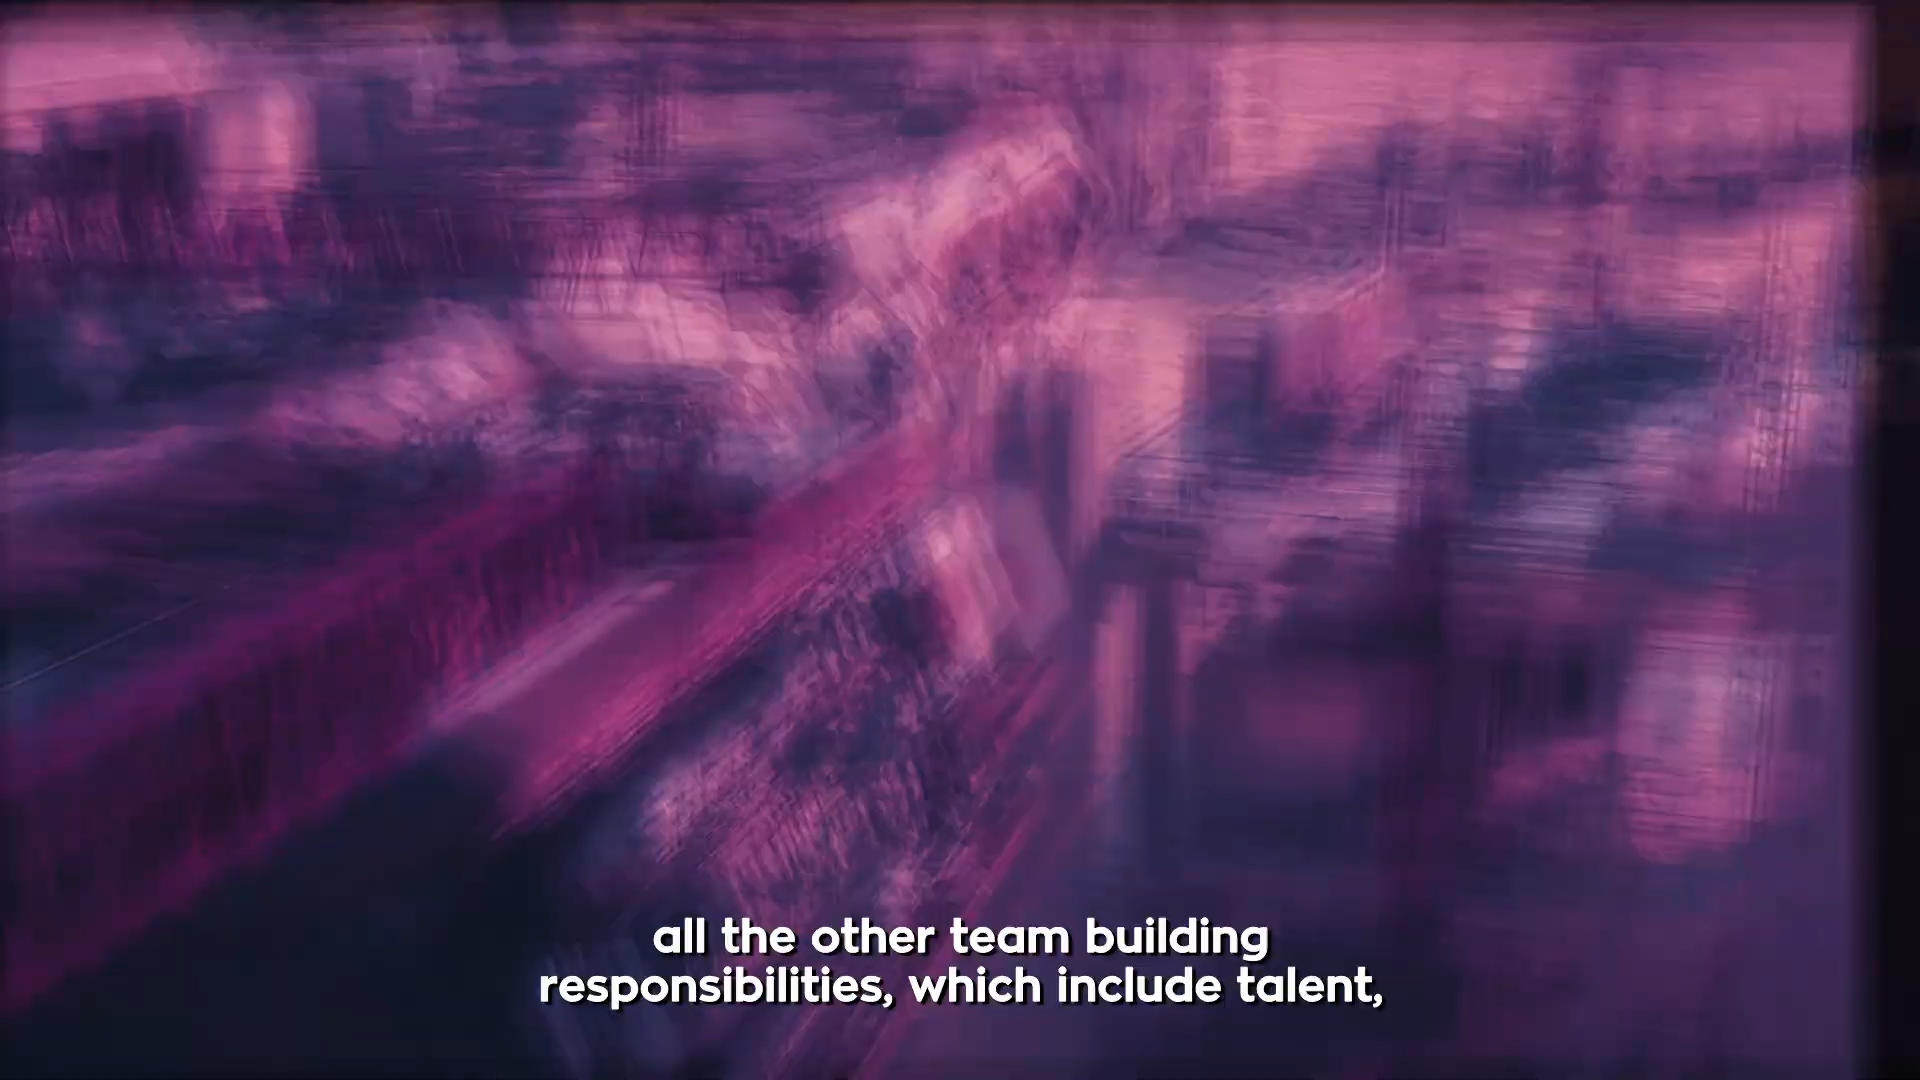 all the other team building
responsibilities, which include talent,